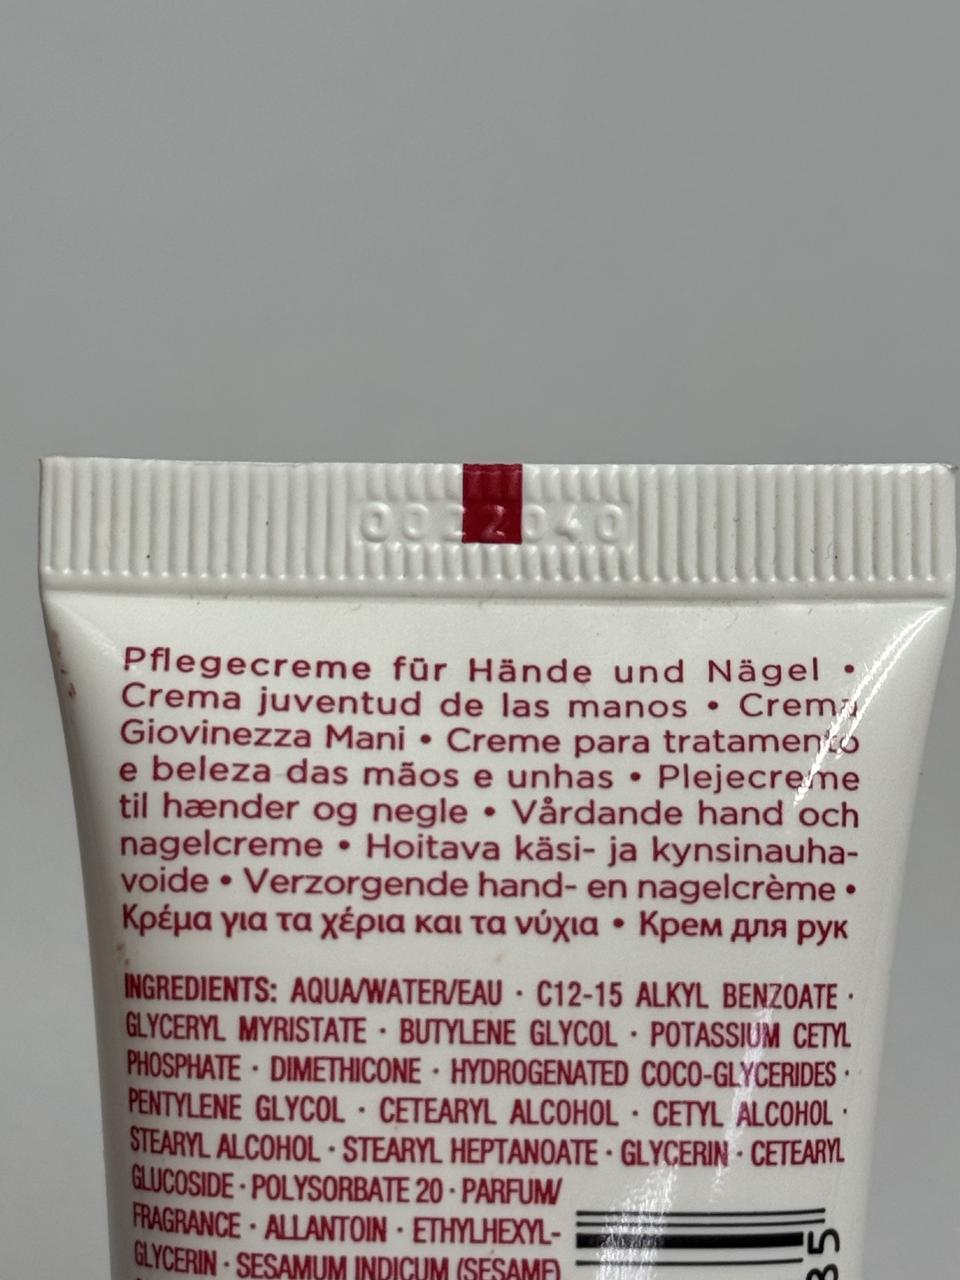 0022040
Pflegecreme für Hände und Nägel •
Crema juventud de las manos • Crema
Giovinezza Mani • Creme para tratamento
e beleza das mãos e unhas • Plejecreme
til hænder og negle • Vårdande hand och
nagelcreme • Hoitava käsi- ja kynsinauha-
voide • Verzorgende hand- en nagelcrème •
Κρέμα για τα χέρια και τα νύχια • Крем для рук
INGREDIENTS: AQUA/WATER/EAU · C12-15 ALKYL BENZOATE ·
GLYCERYL MYRISTATE · BUTYLENE GLYCOL · POTASSIUM CETYL
PHOSPHATE · DIMETHICONE · HYDROGENATED COCO-GLYCERIDES ·
PENTYLENE GLYCOL · CETEARYL ALCOHOL · CETYL ALCOHOL ·
STEARYL ALCOHOL · STEARYL HEPTANOATE · GLYCERIN · CETEARYL
GLUCOSIDE · POLYSORBATE 20 · PARFUM/
FRAGRANCE · ALLANTOIN · ETHYLHEXYL-
GLYCERIN · SESAMUM INDICUM (SESAME)